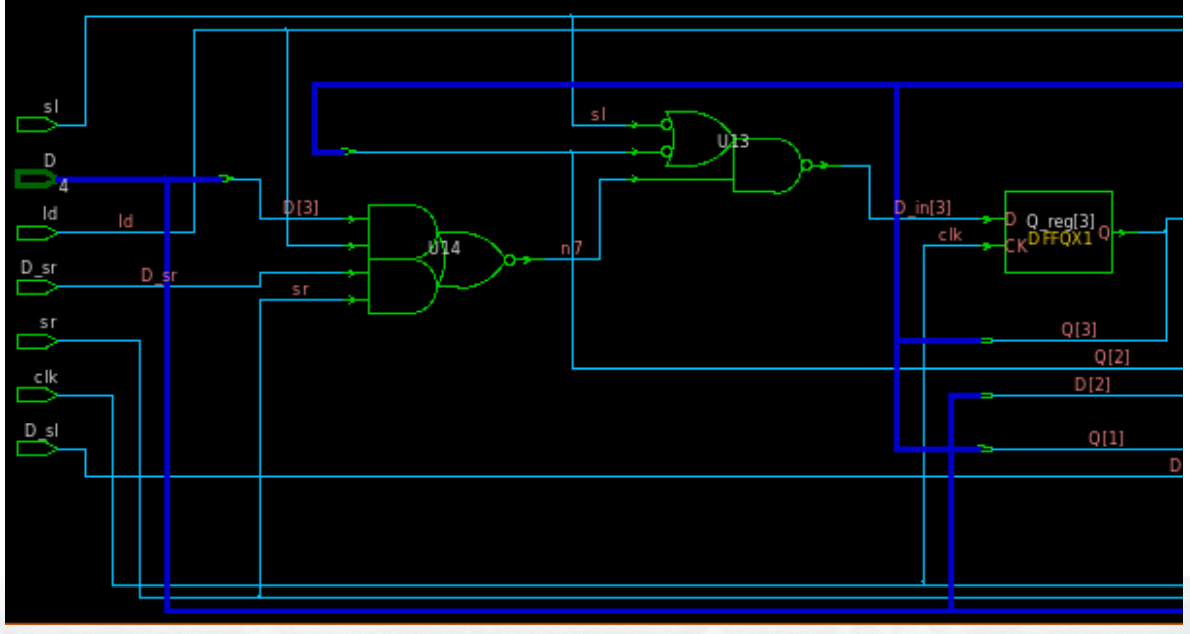 sl
sl
U13
D
4
D[3]
ld
ld
D_in[3]
D Q_reg[3]
clk
CK DFFQX1 Q
U14
n7
D_sr
D_sr
sr
sr
Q[3]
Q[2]
clk
D[2]
D_sl
Q[1]
D